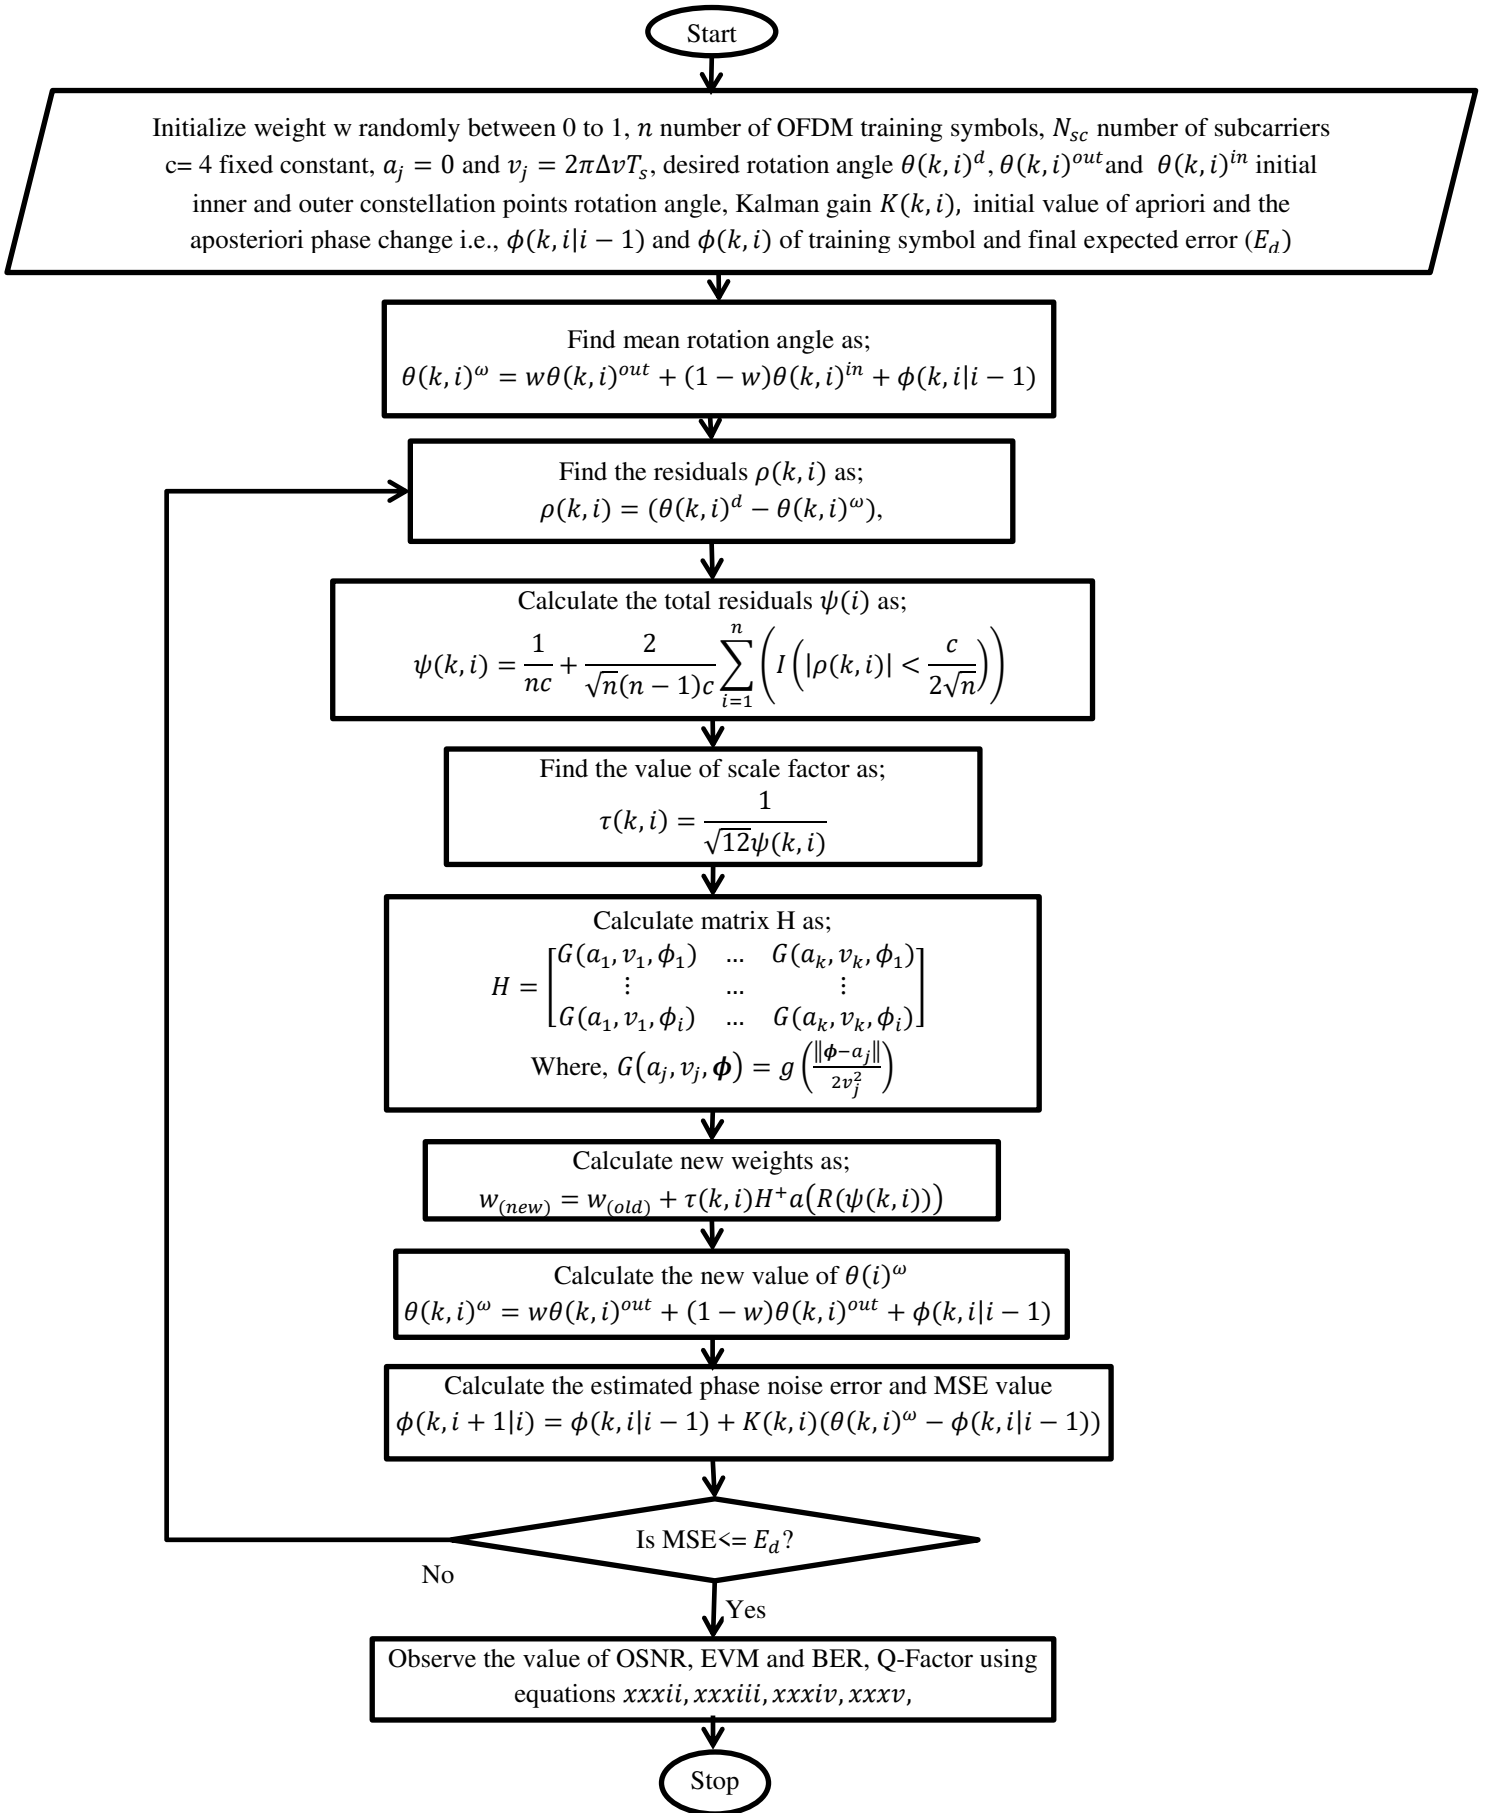 Start
Initialize weight w randomly between 0 to 1, n number of OFDM training symbols, N_sc number of subcarriers
c= 4 fixed constant, a_j = 0 and v_j = 2πΔvT_s, desired rotation angle θ(k,i)^d, θ(k,i)^out and θ(k,i)^in initial
inner and outer constellation points rotation angle, Kalman gain K(k,i), initial value of apriori and the
aposteriori phase change i.e., ϕ(k,i|i − 1) and ϕ(k,i) of training symbol and final expected error (E_d)
Find mean rotation angle as;
θ(k,i)^ω = wθ(k,i)^out + (1 − w)θ(k,i)^in + ϕ(k,i|i − 1)
Find the residuals ρ(k,i) as;
ρ(k,i) = (θ(k,i)^d − θ(k,i)^ω),
Calculate the total residuals ψ(i) as;
ψ(k,i) = 1/(nc) + 2/(√n(n − 1)c) ∑_{i=1}^{n} (I(|ρ(k,i)| < c/(2√n)))
Find the value of scale factor as;
τ(k,i) = 1/(√12ψ(k,i))
Calculate matrix H as;
H = [G(a_1,v_1,ϕ_1) … G(a_k,v_k,ϕ_1)
⋮ … ⋮
G(a_1,v_1,ϕ_i) … G(a_k,v_k,ϕ_i)]
Where, G(a_j,v_j,ϕ) = g(‖ϕ−a_j‖/(2v_j^2))
Calculate new weights as;
w_(new) = w_(old) + τ(k,i)H^+a(R(ψ(k,i)))
Calculate the new value of θ(i)^ω
θ(k,i)^ω = wθ(k,i)^out + (1 − w)θ(k,i)^out + ϕ(k,i|i − 1)
Calculate the estimated phase noise error and MSE value
ϕ(k,i + 1|i) = ϕ(k,i|i − 1) + K(k,i)(θ(k,i)^ω − ϕ(k,i|i − 1))
Is MSE<= E_d?
No
Yes
Observe the value of OSNR, EVM and BER, Q-Factor using
equations xxxii, xxxiii, xxxiv, xxxv,
Stop